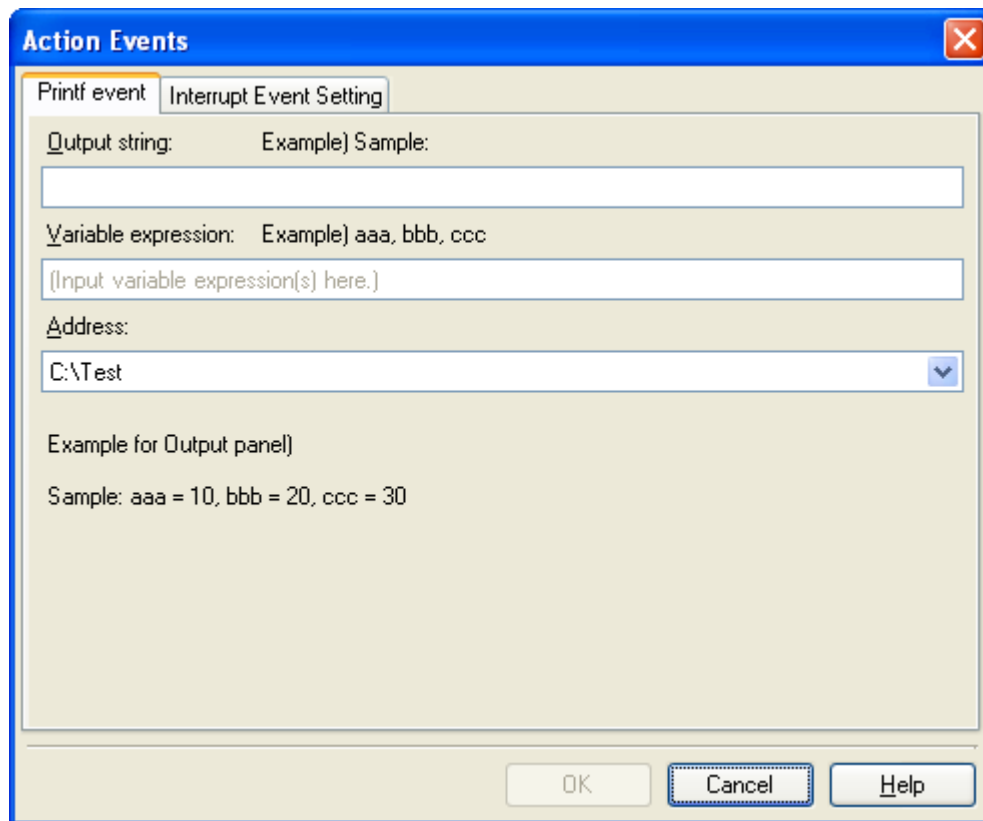 Action Events
Printf event Interrupt Event Setting
Output string: Example) Sample:
Variable expression: Example) aaa, bbb, ccc
(Input variable expression(s) here.)
Address:
C:\Test
Example for Output panel)
Sample: aaa = 10, bbb = 20, ccc = 30
OK Cancel Help